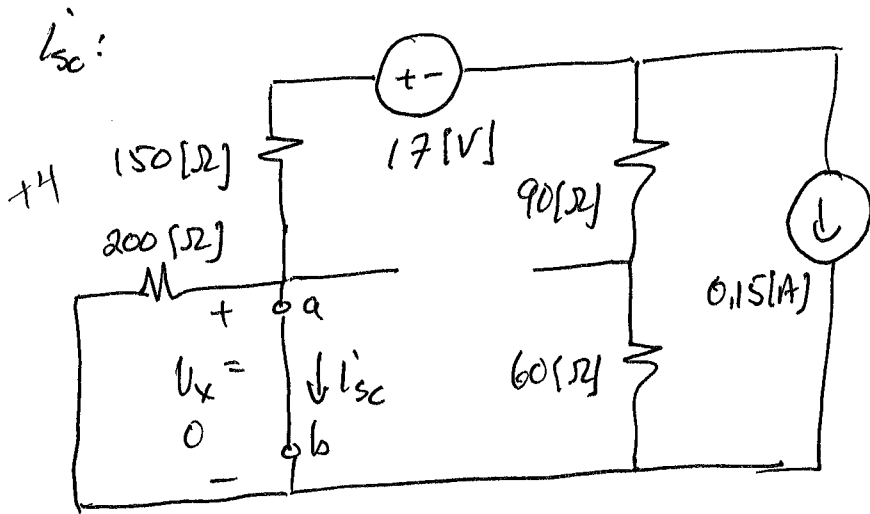 isc:
+ -
17[V]
+4
150[Ω]
200[Ω]
90[Ω]
0,15[A]
+ a
Vx =
0
isc
60[Ω]
b
-